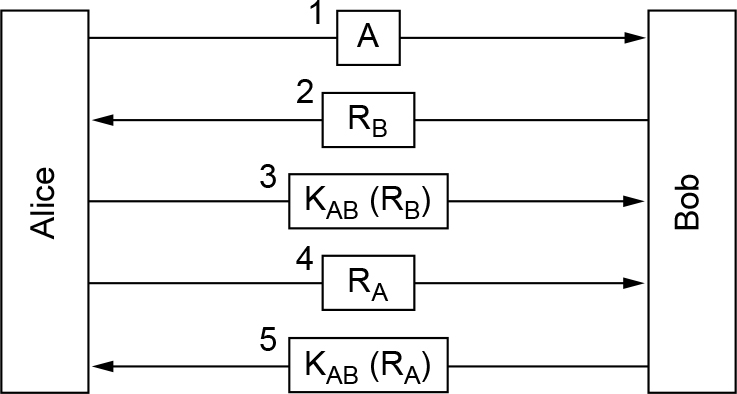 1 A
2 R_B
3 K_AB (R_B)
4 R_A
5 K_AB (R_A)
Alice
Bob